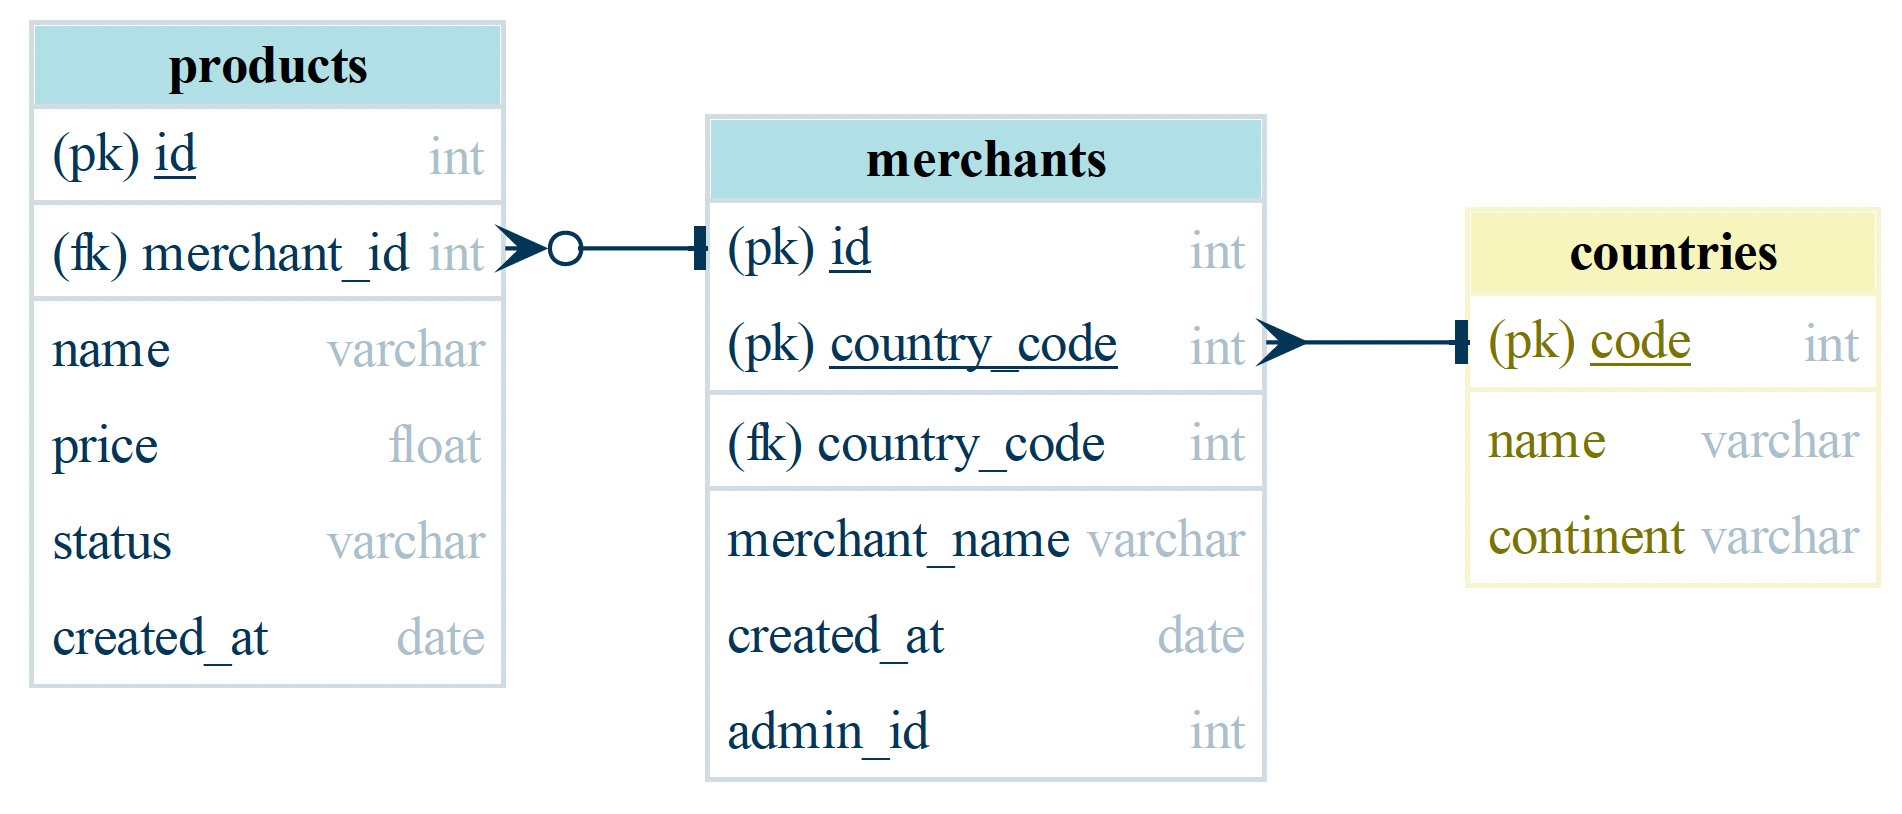 products
(pk) id int
(fk) merchant_id int
name varchar
price float
status varchar
created_at date
merchants
(pk) id int
(pk) country_code int
(fk) country_code int
merchant_name varchar
created_at date
admin_id int
countries
(pk) code int
name varchar
continent varchar